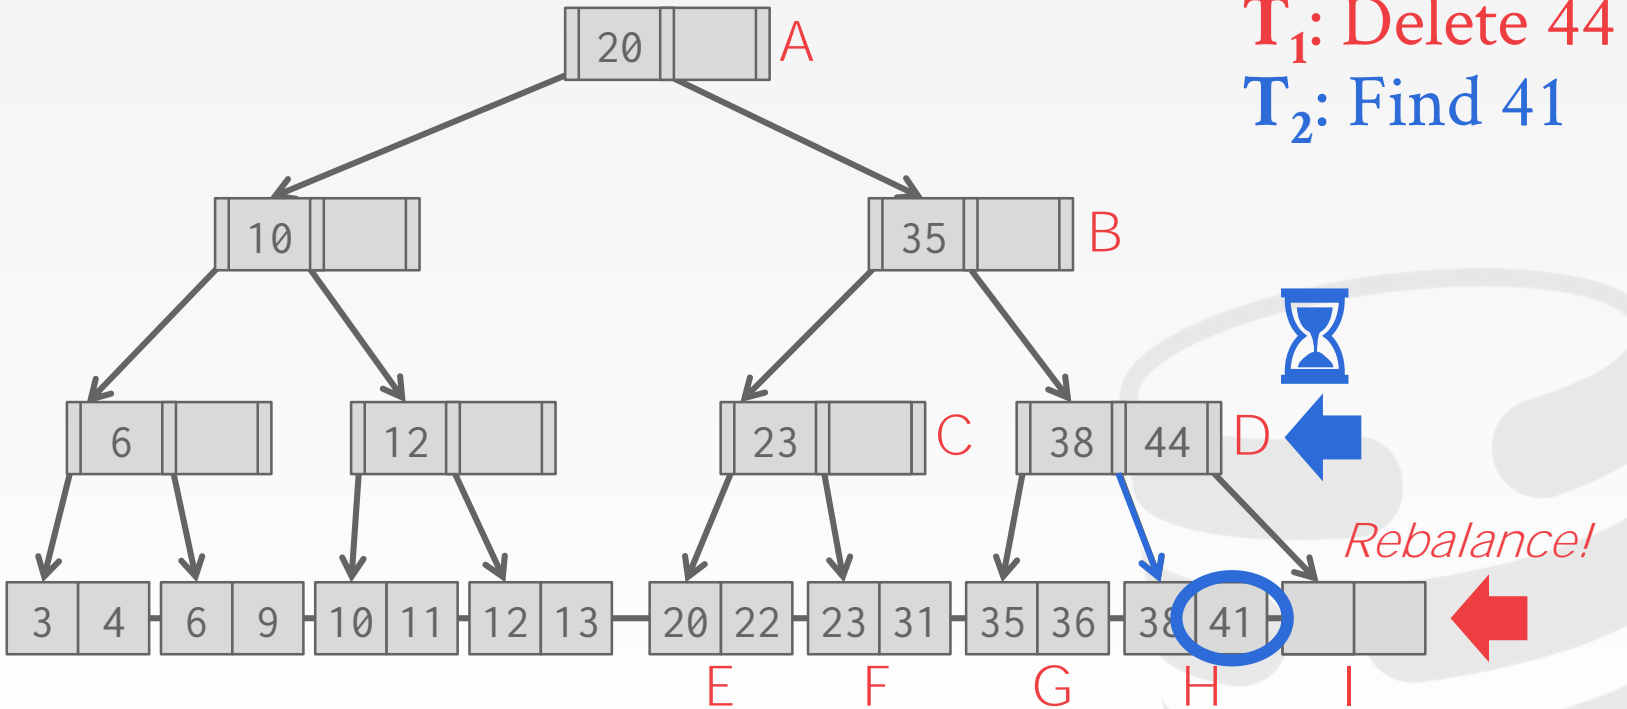 T1: Delete 44
20 A
T2: Find 41
10 35 B
6 12 23 C 38 44 D
Rebalance!
3 4 6 9 10 11 12 13 20 22 23 31 35 36 38 41
E F G H I